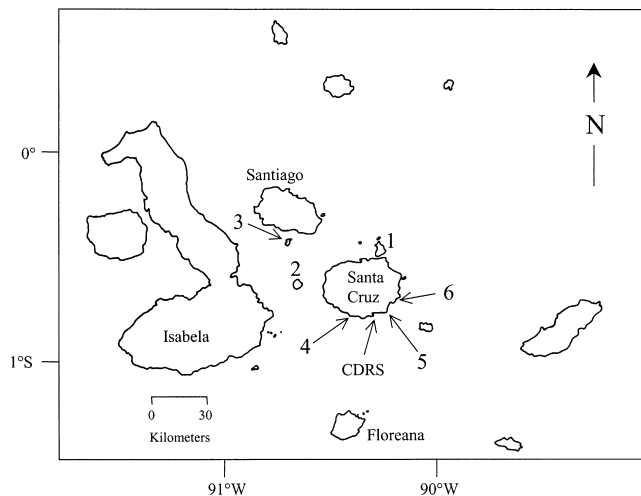 N
0°
Santiago
3
1
2
Santa
Cruz
6
Isabela
4
5
1°S
CDRS
0 30
Kilometers
Floreana
91°W
90°W